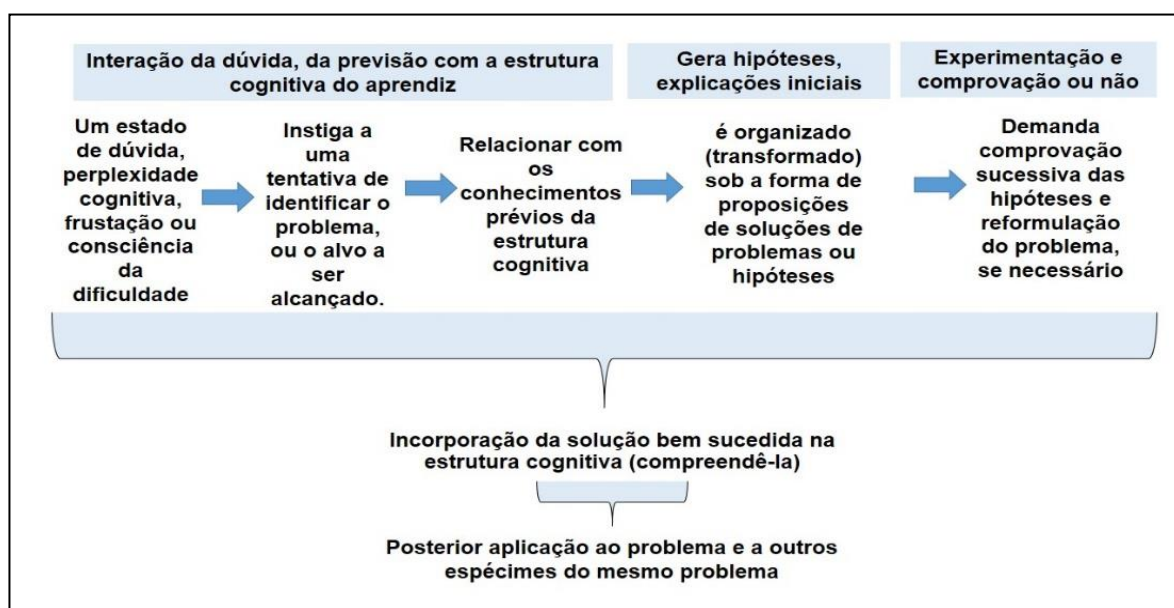 Interação da dúvida, da previsão com a estrutura
cognitiva do aprendiz
Gera hipóteses,
explicações iniciais
Experimentação e
comprovação ou não
Um estado
de dúvida,
perplexidade
cognitiva,
frustação ou
consciência
da
dificuldade
Instiga a
uma
tentativa de
identificar o
problema,
ou o alvo a
ser
alcançado.
Relacionar com
os
conhecimentos
prévios da
estrutura
cognitiva
é organizado
(transformado)
sob a forma de
proposições
de soluções de
problemas ou
hipóteses
Demanda
comprovação
sucessiva das
hipóteses e
reformulação
do problema,
se necessário
Incorporação da solução bem sucedida na
estrutura cognitiva (compreendê-la)
Posterior aplicação ao problema e a outros
espécimes do mesmo problema